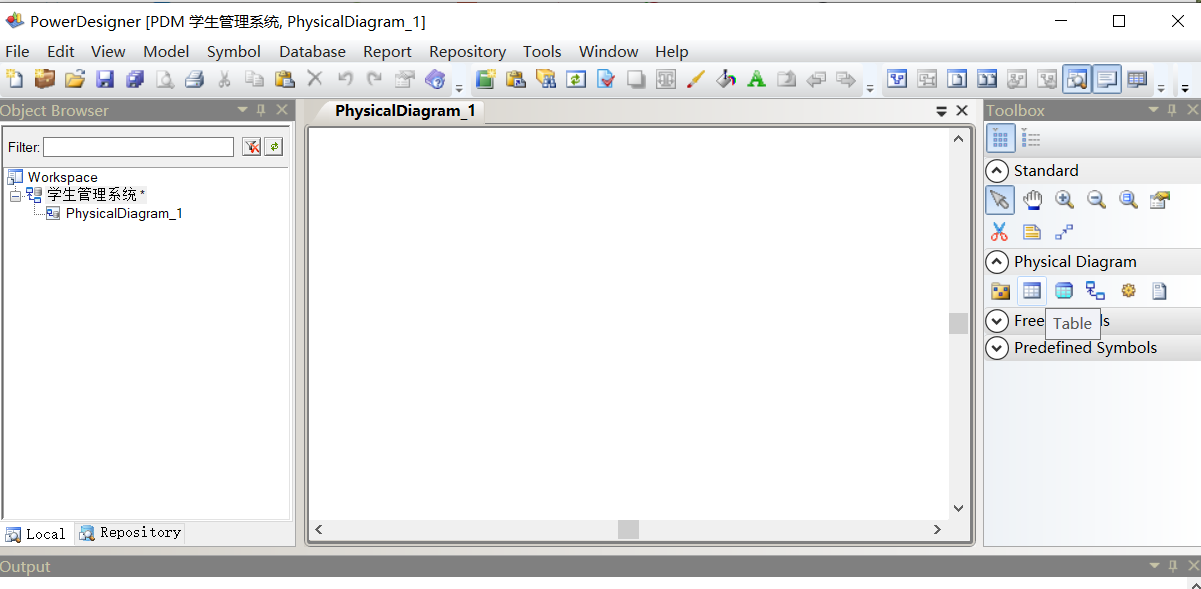 PowerDesigner [PDM 学生管理系统, PhysicalDiagram_1]
File Edit View Model Symbol Database Report Repository Tools Window Help
Object Browser
PhysicalDiagram_1
Toolbox
Filter:
Standard
Workspace
学生管理系统 *
PhysicalDiagram_1
Physical Diagram
Free
ls
Table
Predefined Symbols
Local
Repository
Output